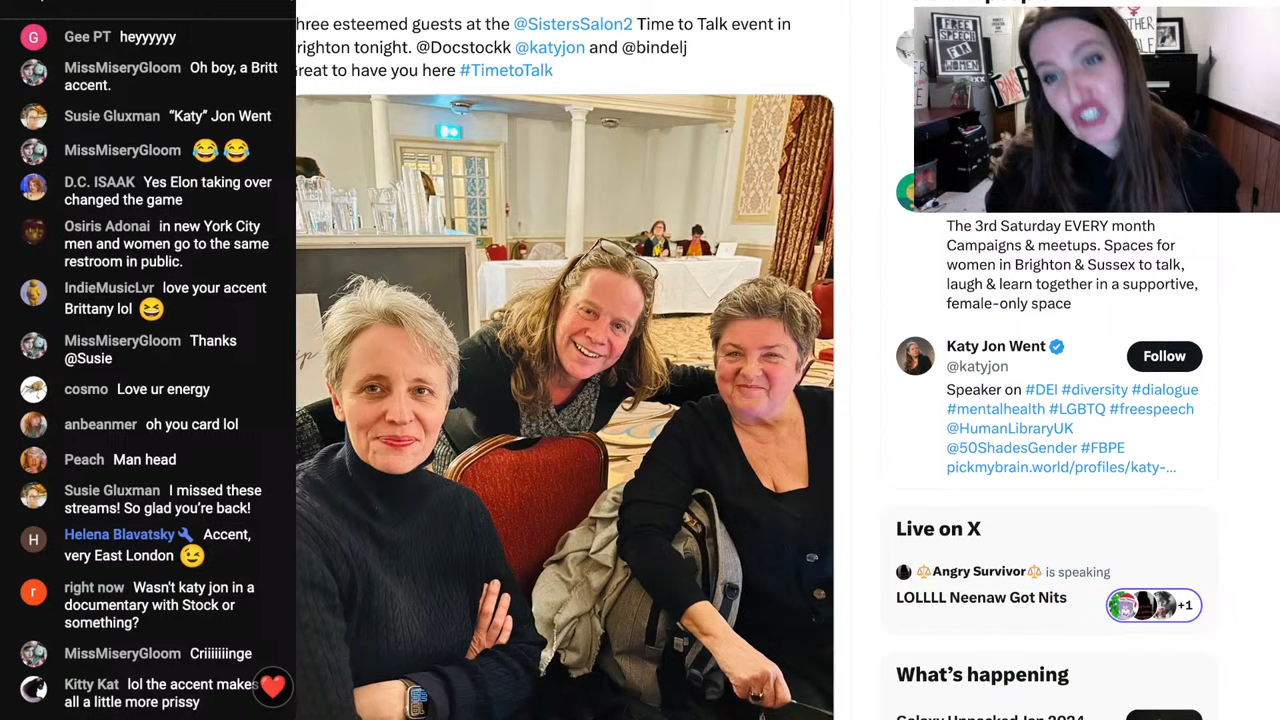 Gee PT heyyyyy
MissMiseryGloom Oh boy, a Britt
accent.
Susie Gluxman “Katy” Jon Went
MissMiseryGloom 😂😂
D.C. ISAAK Yes Elon taking over
changed the game
Osiris Adonai in new York City
men and women go to the same
restroom in public.
IndieMusicLvr love your accent
Brittany lol 😆
MissMiseryGloom Thanks
@Susie
cosmo Love ur energy
anbeanmer oh you card lol
Peach Man head
Susie Gluxman I missed these
streams! So glad you're back!
H
Helena Blavatsky Accent,
very East London 😉
r
right now Wasn't katy jon in a
documentary with Stock or
something?
MissMiseryGloom Criiiiiiinge
Kitty Kat lol the accent makes
all a little more prissy
hree esteemed guests at the @SistersSalon2 Time to Talk event in
righton tonight. @Docstockk @katyjon and @bindelj
reat to have you here #TimetoTalk
FREE
SPEECH
FOR
WOMEN
The 3rd Saturday EVERY month
Campaigns & meetups. Spaces for
women in Brighton & Sussex to talk,
laugh & learn together in a supportive,
female-only space
Katy Jon Went
@katyjon
Follow
Speaker on #DEI #diversity #dialogue
#mentalhealth #LGBTQ #freespeech
@HumanLibraryUK
@50ShadesGender #FBPE
pickmybrain.world/profiles/katy-...
Live on X
⚖️Angry Survivor⚖️ is speaking
LOLLLL Neenaw Got Nits
+1
What's happening